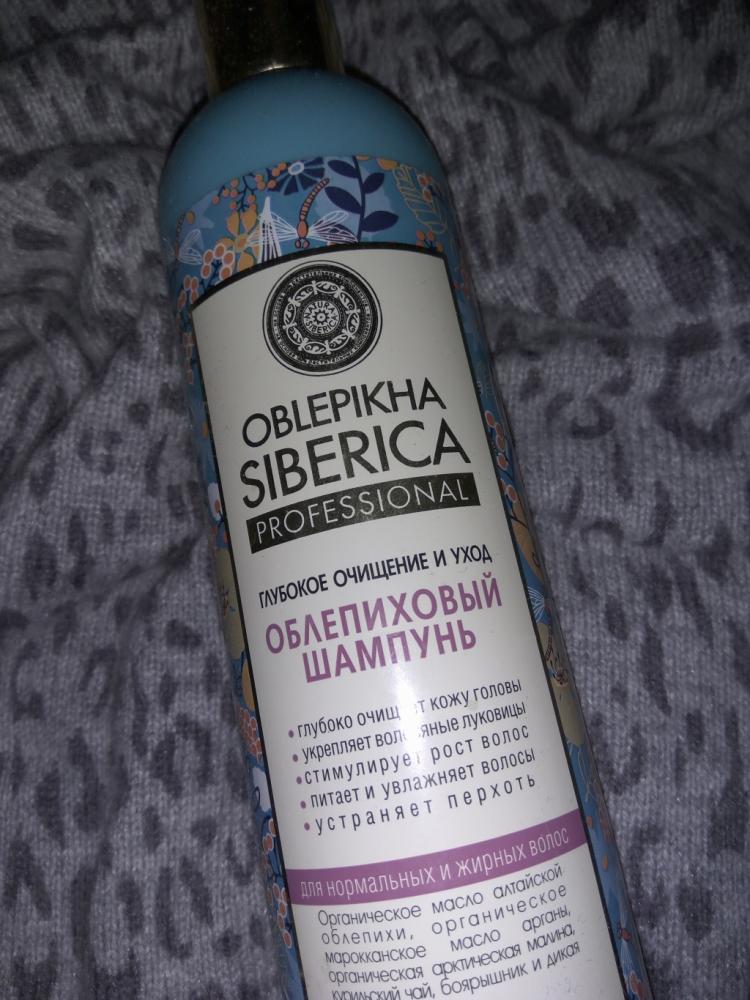 NATURA
SIBERICA
OBLEPIKHA
SIBERICA
PROFESSIONAL
ГЛУБОКОЕ ОЧИЩЕНИЕ И УХОД
ОБЛЕПИХОВЫЙ
ШАМПУНЬ
• глубоко очищает кожу головы
• укрепляет волосяные луковицы
• стимулирует рост волос
• питает и увлажняет волосы
• устраняет перхоть
для нормальных и жирных волос
Органическое масло алтайской
облепихи, органическое
марокканское масло арганы,
органическая арктическая малина,
курильский чай, боярышник и дикая